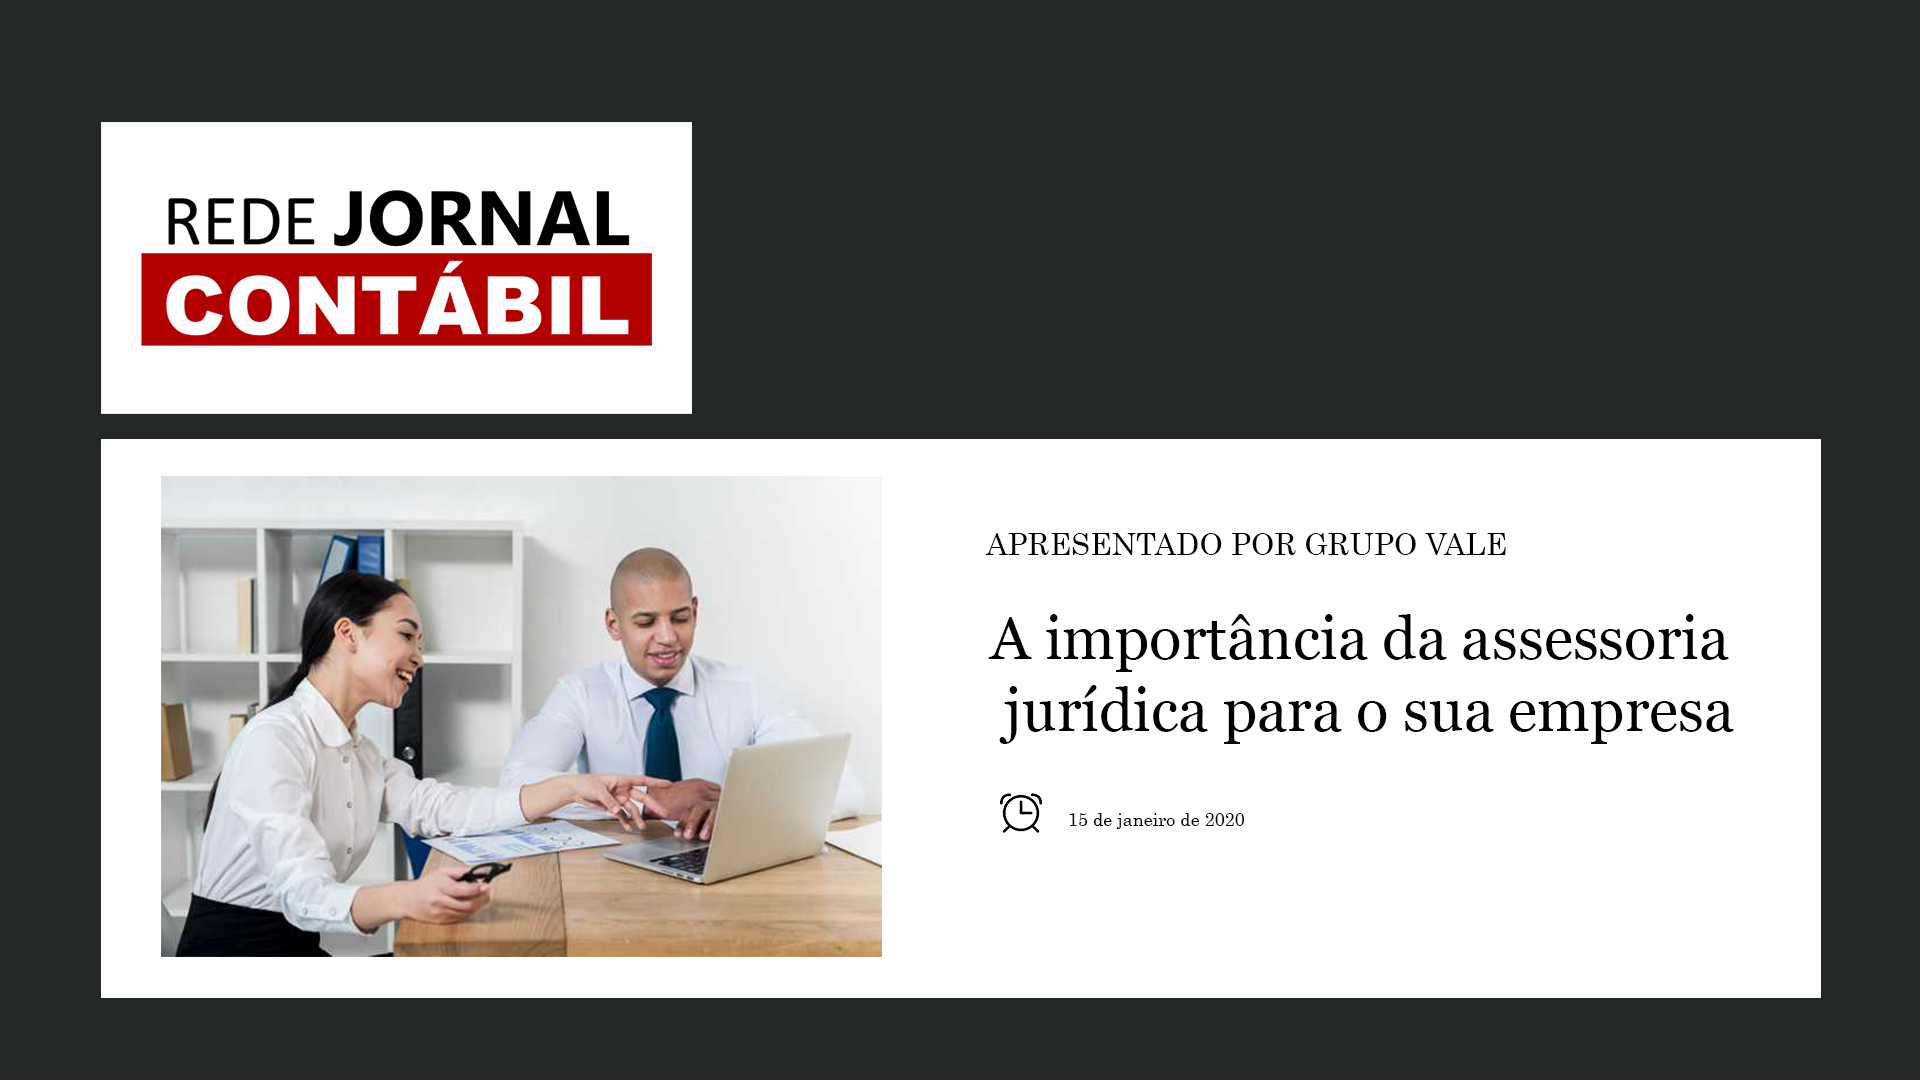 REDE JORNAL
CONTÁBIL
APRESENTADO POR GRUPO VALE
A importância da assessoria
jurídica para o sua empresa
15 de janeiro de 2020